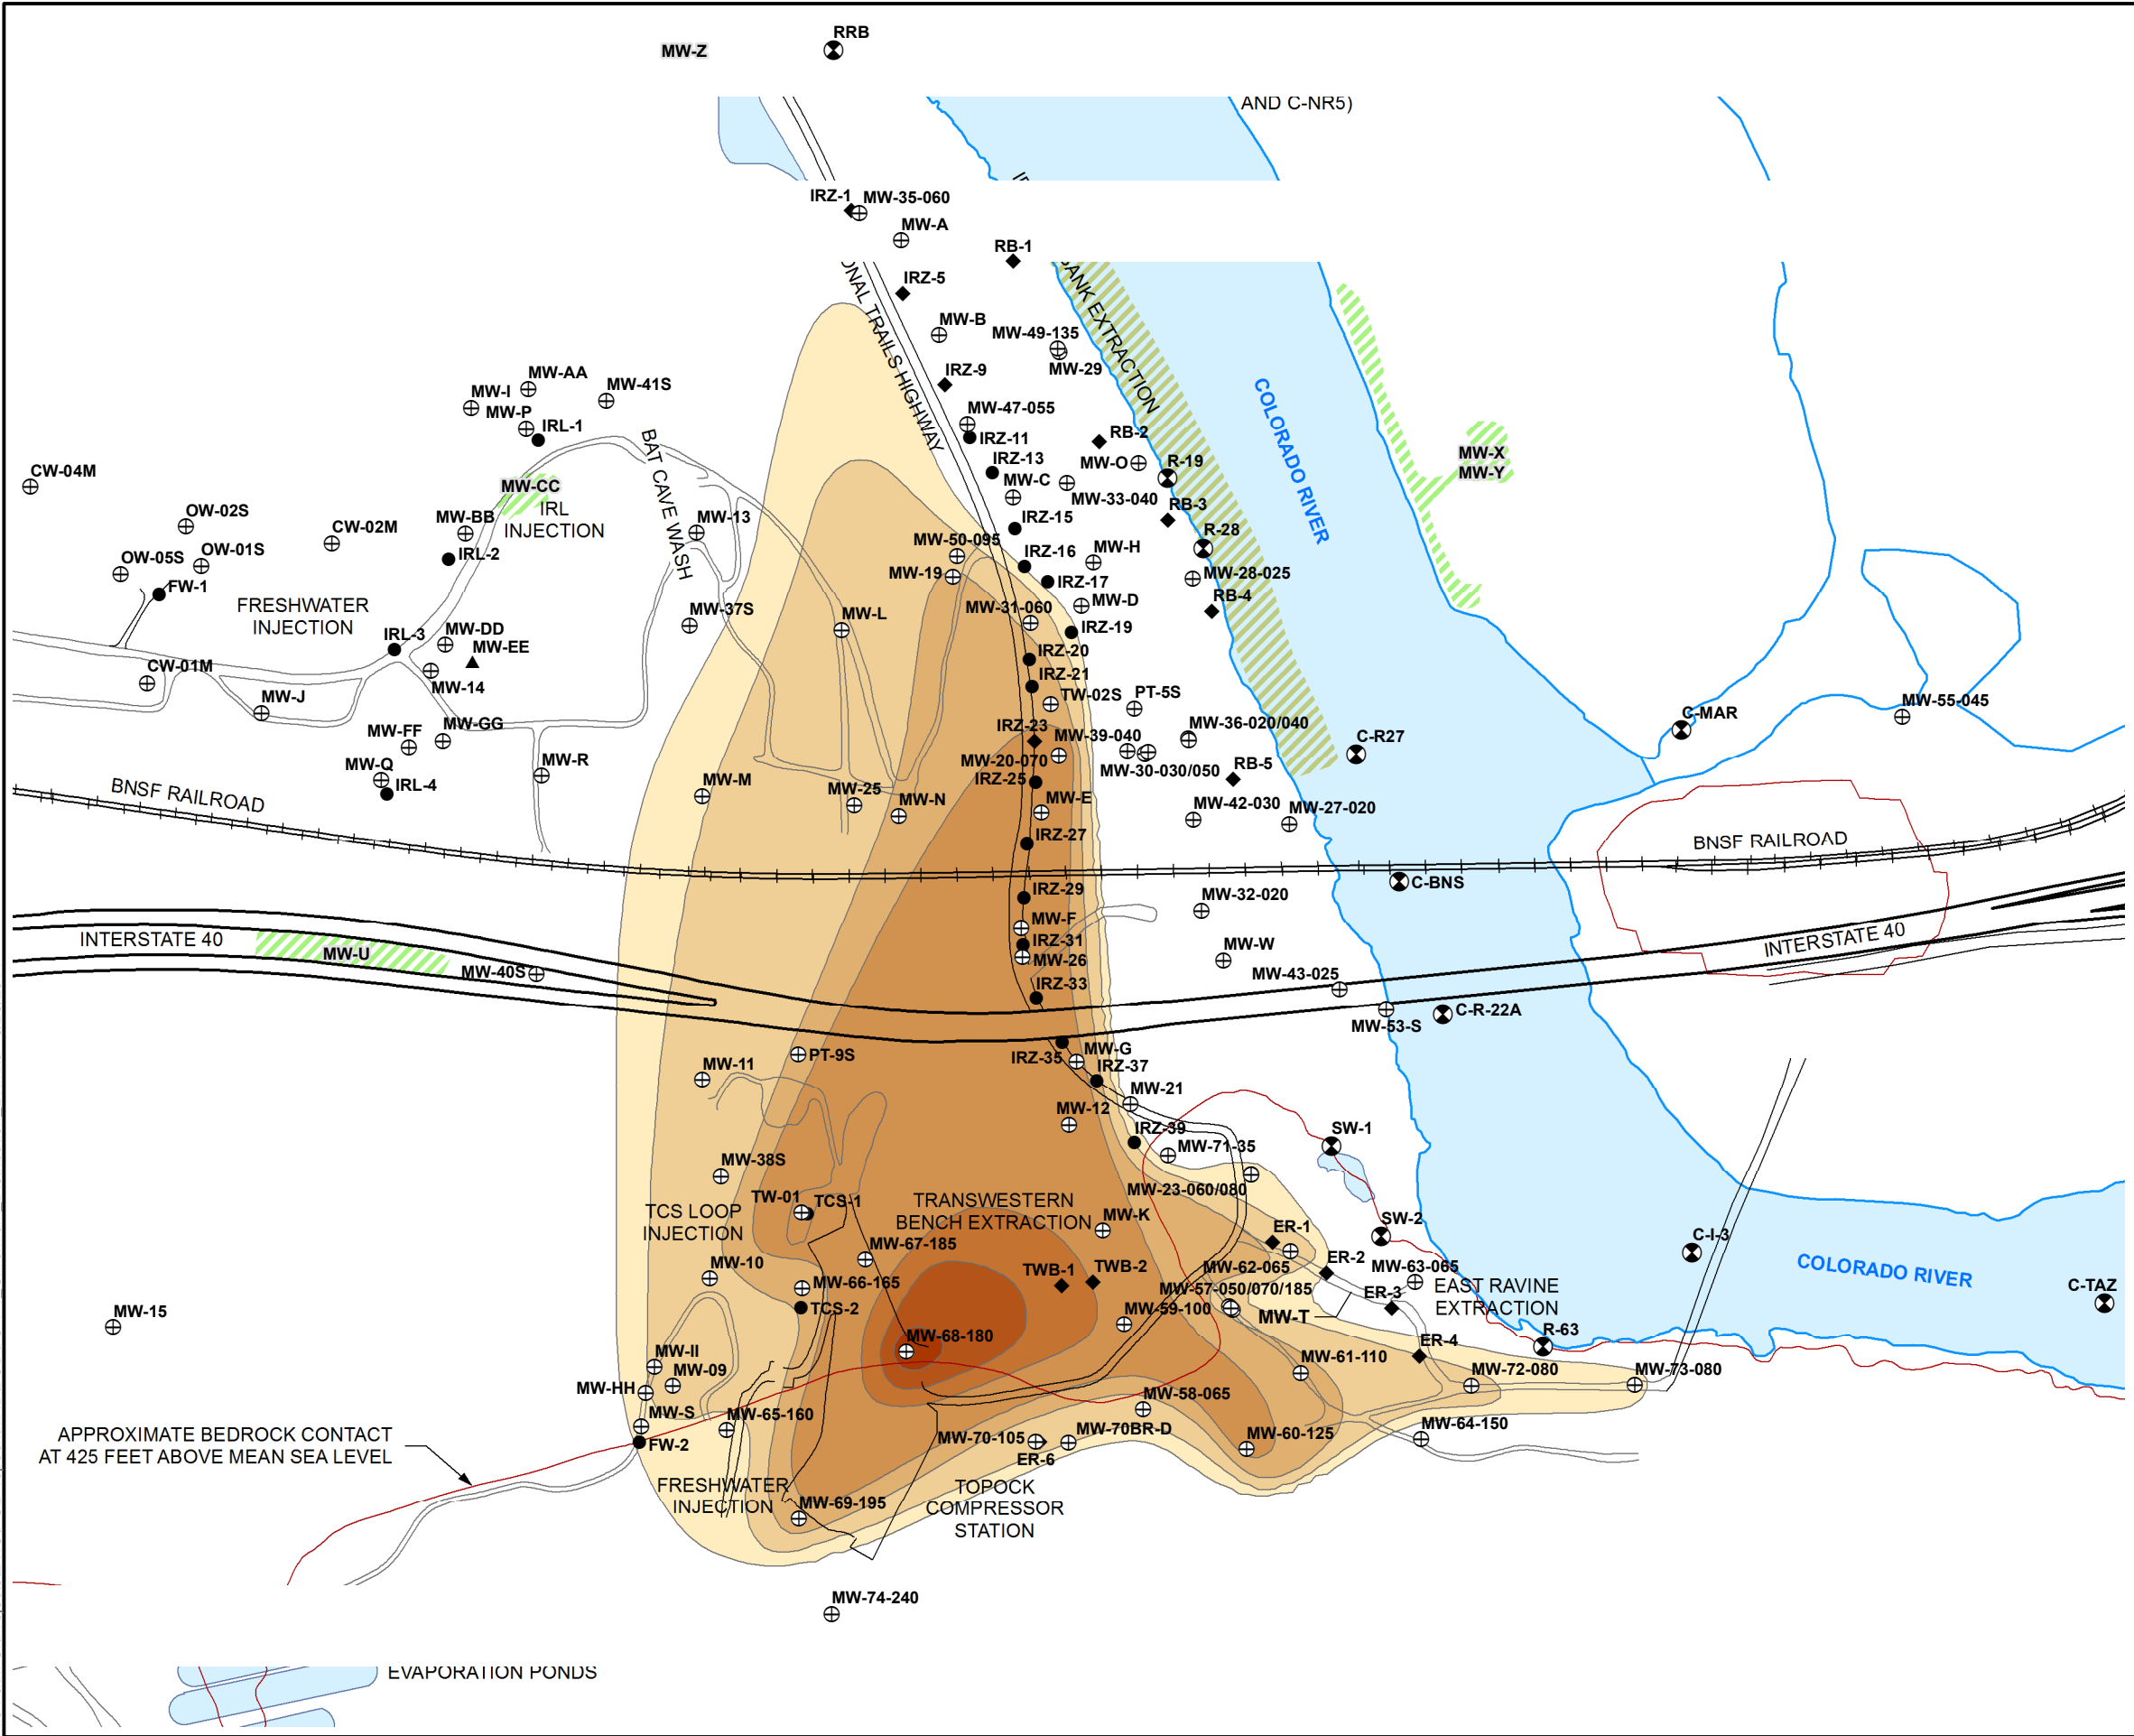 RRB
MW-Z
AND C-NR5)
IRZ-1
MW-35-060
MW-A
RB-1
IRZ-5
ONAL TRAILS HIGHWAY
BANK EXTRACTION
MW-B
MW-49-135
MW-29
IRZ-9
MW-AA
MW-41S
MW-I
MW-P
IRL-1
MW-47-055
IRZ-11
RB-2
COLORADO RIVER
IRZ-13
MW-O
R-19
MW-X
MW-Y
CW-04M
MW-CC
BAT CAVE WASH
MW-C
MW-33-040
RB-3
OW-02S
CW-02M
MW-BB
IRL
INJECTION
MW-13
IRZ-15
R-28
OW-05S
OW-01S
IRL-2
MW-50-095
IRZ-16
MW-H
MW-19
IRZ-17
MW-28-025
FW-1
FRESHWATER
INJECTION
MW-37S
MW-L
MW-31-060
MW-D
RB-4
IRL-3
MW-DD
MW-EE
IRZ-19
IRZ-20
CW-01M
MW-14
IRZ-21
MW-J
TW-02S
PT-5S
MW-55-045
MW-FF
MW-GG
IRZ-23
MW-39-040
MW-36-020/040
C-MAR
C-R27
MW-Q
MW-R
MW-20-070
MW-30-030/050
RB-5
IRL-4
MW-M
MW-25
IRZ-25
MW-N
MW-E
MW-42-030
MW-27-020
BNSF RAILROAD
IRZ-27
BNSF RAILROAD
C-BNS
IRZ-29
MW-32-020
MW-F
INTERSTATE 40
MW-U
IRZ-31
MW-W
INTERSTATE 40
MW-40S
MW-26
MW-43-025
IRZ-33
MW-53-S
C-R-22A
MW-11
PT-9S
IRZ-35
MW-G
IRZ-37
MW-21
MW-12
IRZ-39
SW-1
MW-71-35
MW-38S
MW-23-060/080
TW-01
TCS-1
TCS LOOP
INJECTION
TRANSWESTERN
BENCH EXTRACTION
MW-K
SW-2
ER-1
C-I-3
MW-67-185
ER-2
MW-10
MW-66-165
TWB-1
TWB-2
MW-62-065
MW-63-065
COLORADO RIVER
C-TAZ
MW-57-050/070/185
ER-3
EAST RAVINE
EXTRACTION
MW-15
TCS-2
MW-59-100
MW-T
R-63
MW-68-180
ER-4
MW-II
MW-61-110
MW-72-080
MW-73-080
MW-09
MW-HH
MW-58-065
MW-S
MW-65-160
MW-64-150
APPROXIMATE BEDROCK CONTACT
AT 425 FEET ABOVE MEAN SEA LEVEL
FW-2
MW-70-105
MW-70BR-D
MW-60-125
ER-6
FRESHWATER
INJECTION
MW-69-195
TOPOCK
COMPRESSOR
STATION
MW-74-240
EVAPORATION PONDS